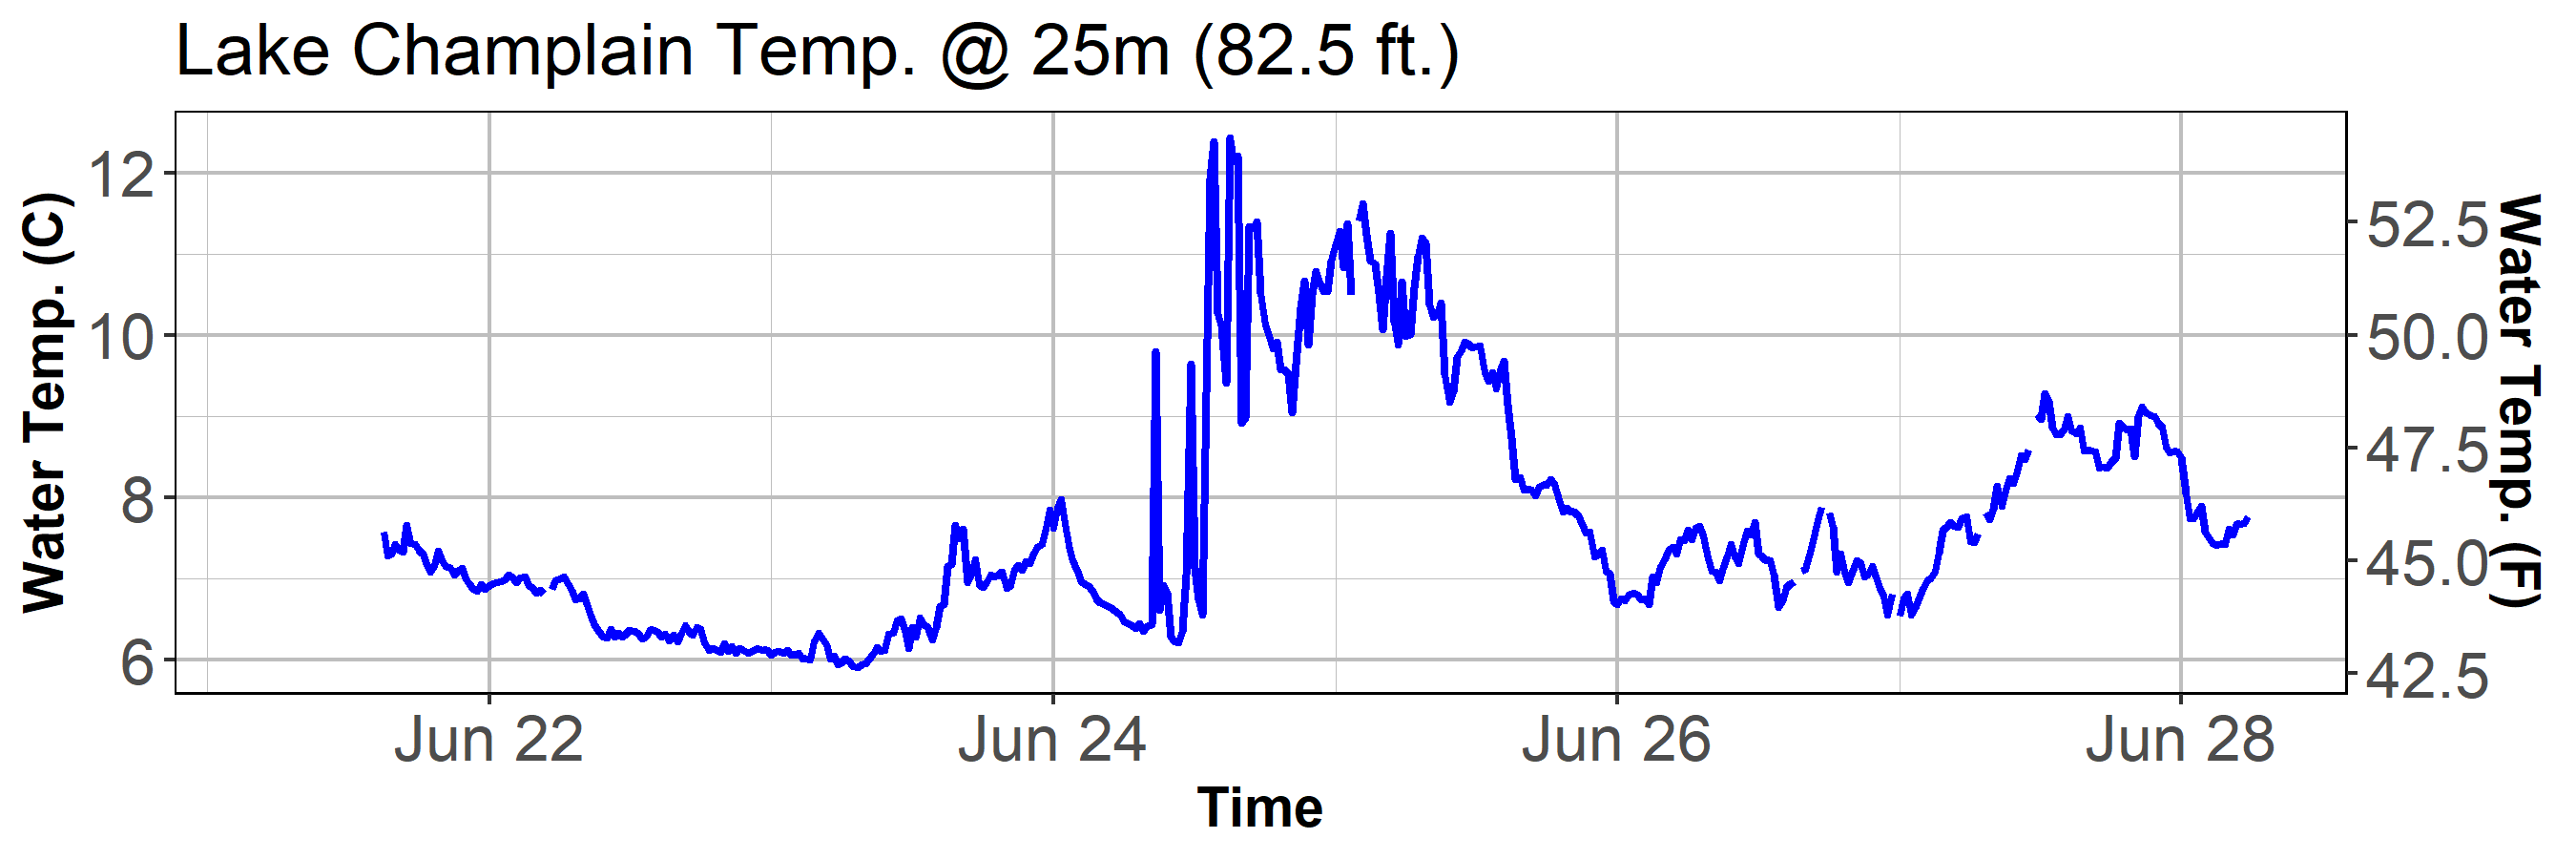 Lake Champlain Temp. @ 25m (82.5 ft.)
Water Temp. (C)
12
10
8
6
52.5
50.0
47.5
45.0
42.5
Water Temp. (F)
Jun 22 Jun 24 Jun 26 Jun 28
Time